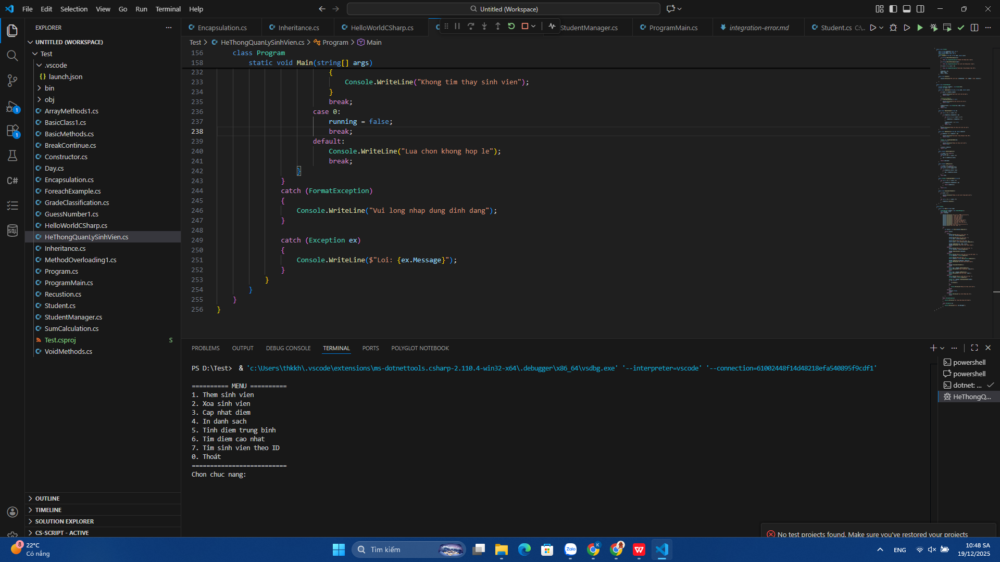 File Edit Selection View Go Run Terminal Help
Untitled (Workspace)
EXPLORER
UNTITLED (WORKSPACE)
Test
.vscode
launch.json
bin
obj
ArrayMethods1.cs
BasicClass1.cs
BasicMethods.cs
BreakContinue.cs
Constructor.cs
Day.cs
Encapsulation.cs
ForeachExample.cs
GradeClassification.cs
GuessNumber1.cs
HelloWorldCSharp.cs
HeThongQuanLySinhVien.cs
Inheritance.cs
MethodOverloading1.cs
Program.cs
ProgramMain.cs
Recustion.cs
Student.cs
StudentManager.cs
SumCalculation.cs
Test.csproj S
VoidMethods.cs
OUTLINE
TIMELINE
SOLUTION EXPLORER
CS-SCRIPT - ACTIVE
Encapsulation.cs Inheritance.cs HelloWorldCSharp.cs StudentManager.cs ProgramMain.cs integration-error.md Student.cs C:\..
Test > HeThongQuanLySinhVien.cs > Program > Main
156 class Program
158 static void Main(string[] args)
232 {
233 Console.WriteLine("Khong tim thay sinh vien");
234 }
235 break;
236 case 0:
237 running = false;
238 break;
239 default:
240 Console.WriteLine("Lua chon khong hop le");
241 break;
242 }
243 }
244 catch (FormatException)
245 {
246 Console.WriteLine("Vui long nhap dung dinh dang");
247 }
248
249 catch (Exception ex)
250 {
251 Console.WriteLine($"Loi: {ex.Message}");
252 }
253 }
254 }
255 }
256 }
PROBLEMS OUTPUT DEBUG CONSOLE TERMINAL PORTS POLYGLOT NOTEBOOK
PS D:\Test> & 'c:\Users\thkkh\.vscode\extensions\ms-dotnettools.csharp-2.110.4-win32-x64\.debugger\x86_64\vsdbg.exe' '--interpreter=vscode' '--connection=61002448f14d48218efa540895f9cdf1'
========== MENU ==========
1. Them sinh vien
2. Xoa sinh vien
3. Cap nhat diem
4. In danh sach
5. Tinh diem trung binh
6. Tim diem cao nhat
7. Tim sinh vien theo ID
0. Thoát
==========================
Chon chuc nang:
powershell
powershell
dotnet: ...
HeThongQ...
No test projects found. Make sure you've restored your projects
C#
SQL
1
1
8
22°C
Có nắng
Tìm kiếm
Zalo
K
W
ENG
10:48 SA
19/12/2025